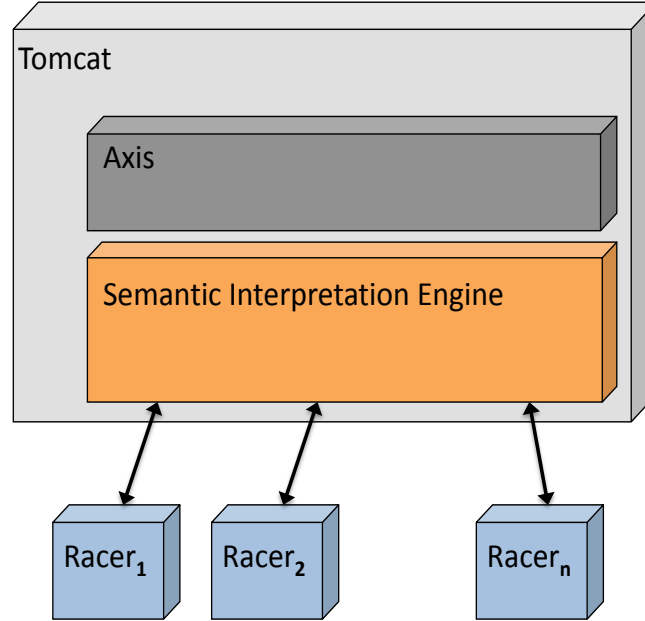 Tomcat
Axis
Semantic Interpretation Engine
Racer₁ Racer₂ Racerₙ